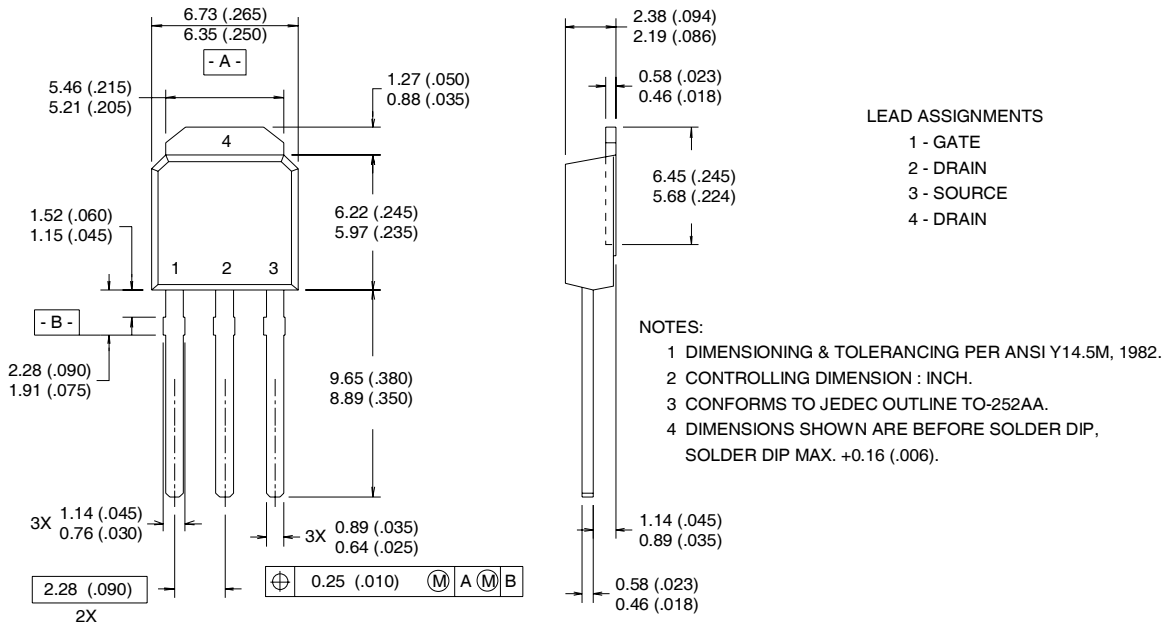 6.73 (.265)
6.35 (.250)
- A -
5.46 (.215)
5.21 (.205)
1.27 (.050)
0.88 (.035)
4
6.22 (.245)
5.97 (.235)
1.52 (.060)
1.15 (.045)
1 2 3
- B -
2.28 (.090)
1.91 (.075)
9.65 (.380)
8.89 (.350)
3X 1.14 (.045)
0.76 (.030)
3X 0.89 (.035)
0.64 (.025)
2.28 (.090)
2X
⌖ 0.25 (.010) Ⓜ A Ⓜ B
2.38 (.094)
2.19 (.086)
0.58 (.023)
0.46 (.018)
6.45 (.245)
5.68 (.224)
1.14 (.045)
0.89 (.035)
0.58 (.023)
0.46 (.018)
LEAD ASSIGNMENTS
1 - GATE
2 - DRAIN
3 - SOURCE
4 - DRAIN
NOTES:
1 DIMENSIONING & TOLERANCING PER ANSI Y14.5M, 1982.
2 CONTROLLING DIMENSION : INCH.
3 CONFORMS TO JEDEC OUTLINE TO-252AA.
4 DIMENSIONS SHOWN ARE BEFORE SOLDER DIP,
SOLDER DIP MAX. +0.16 (.006).